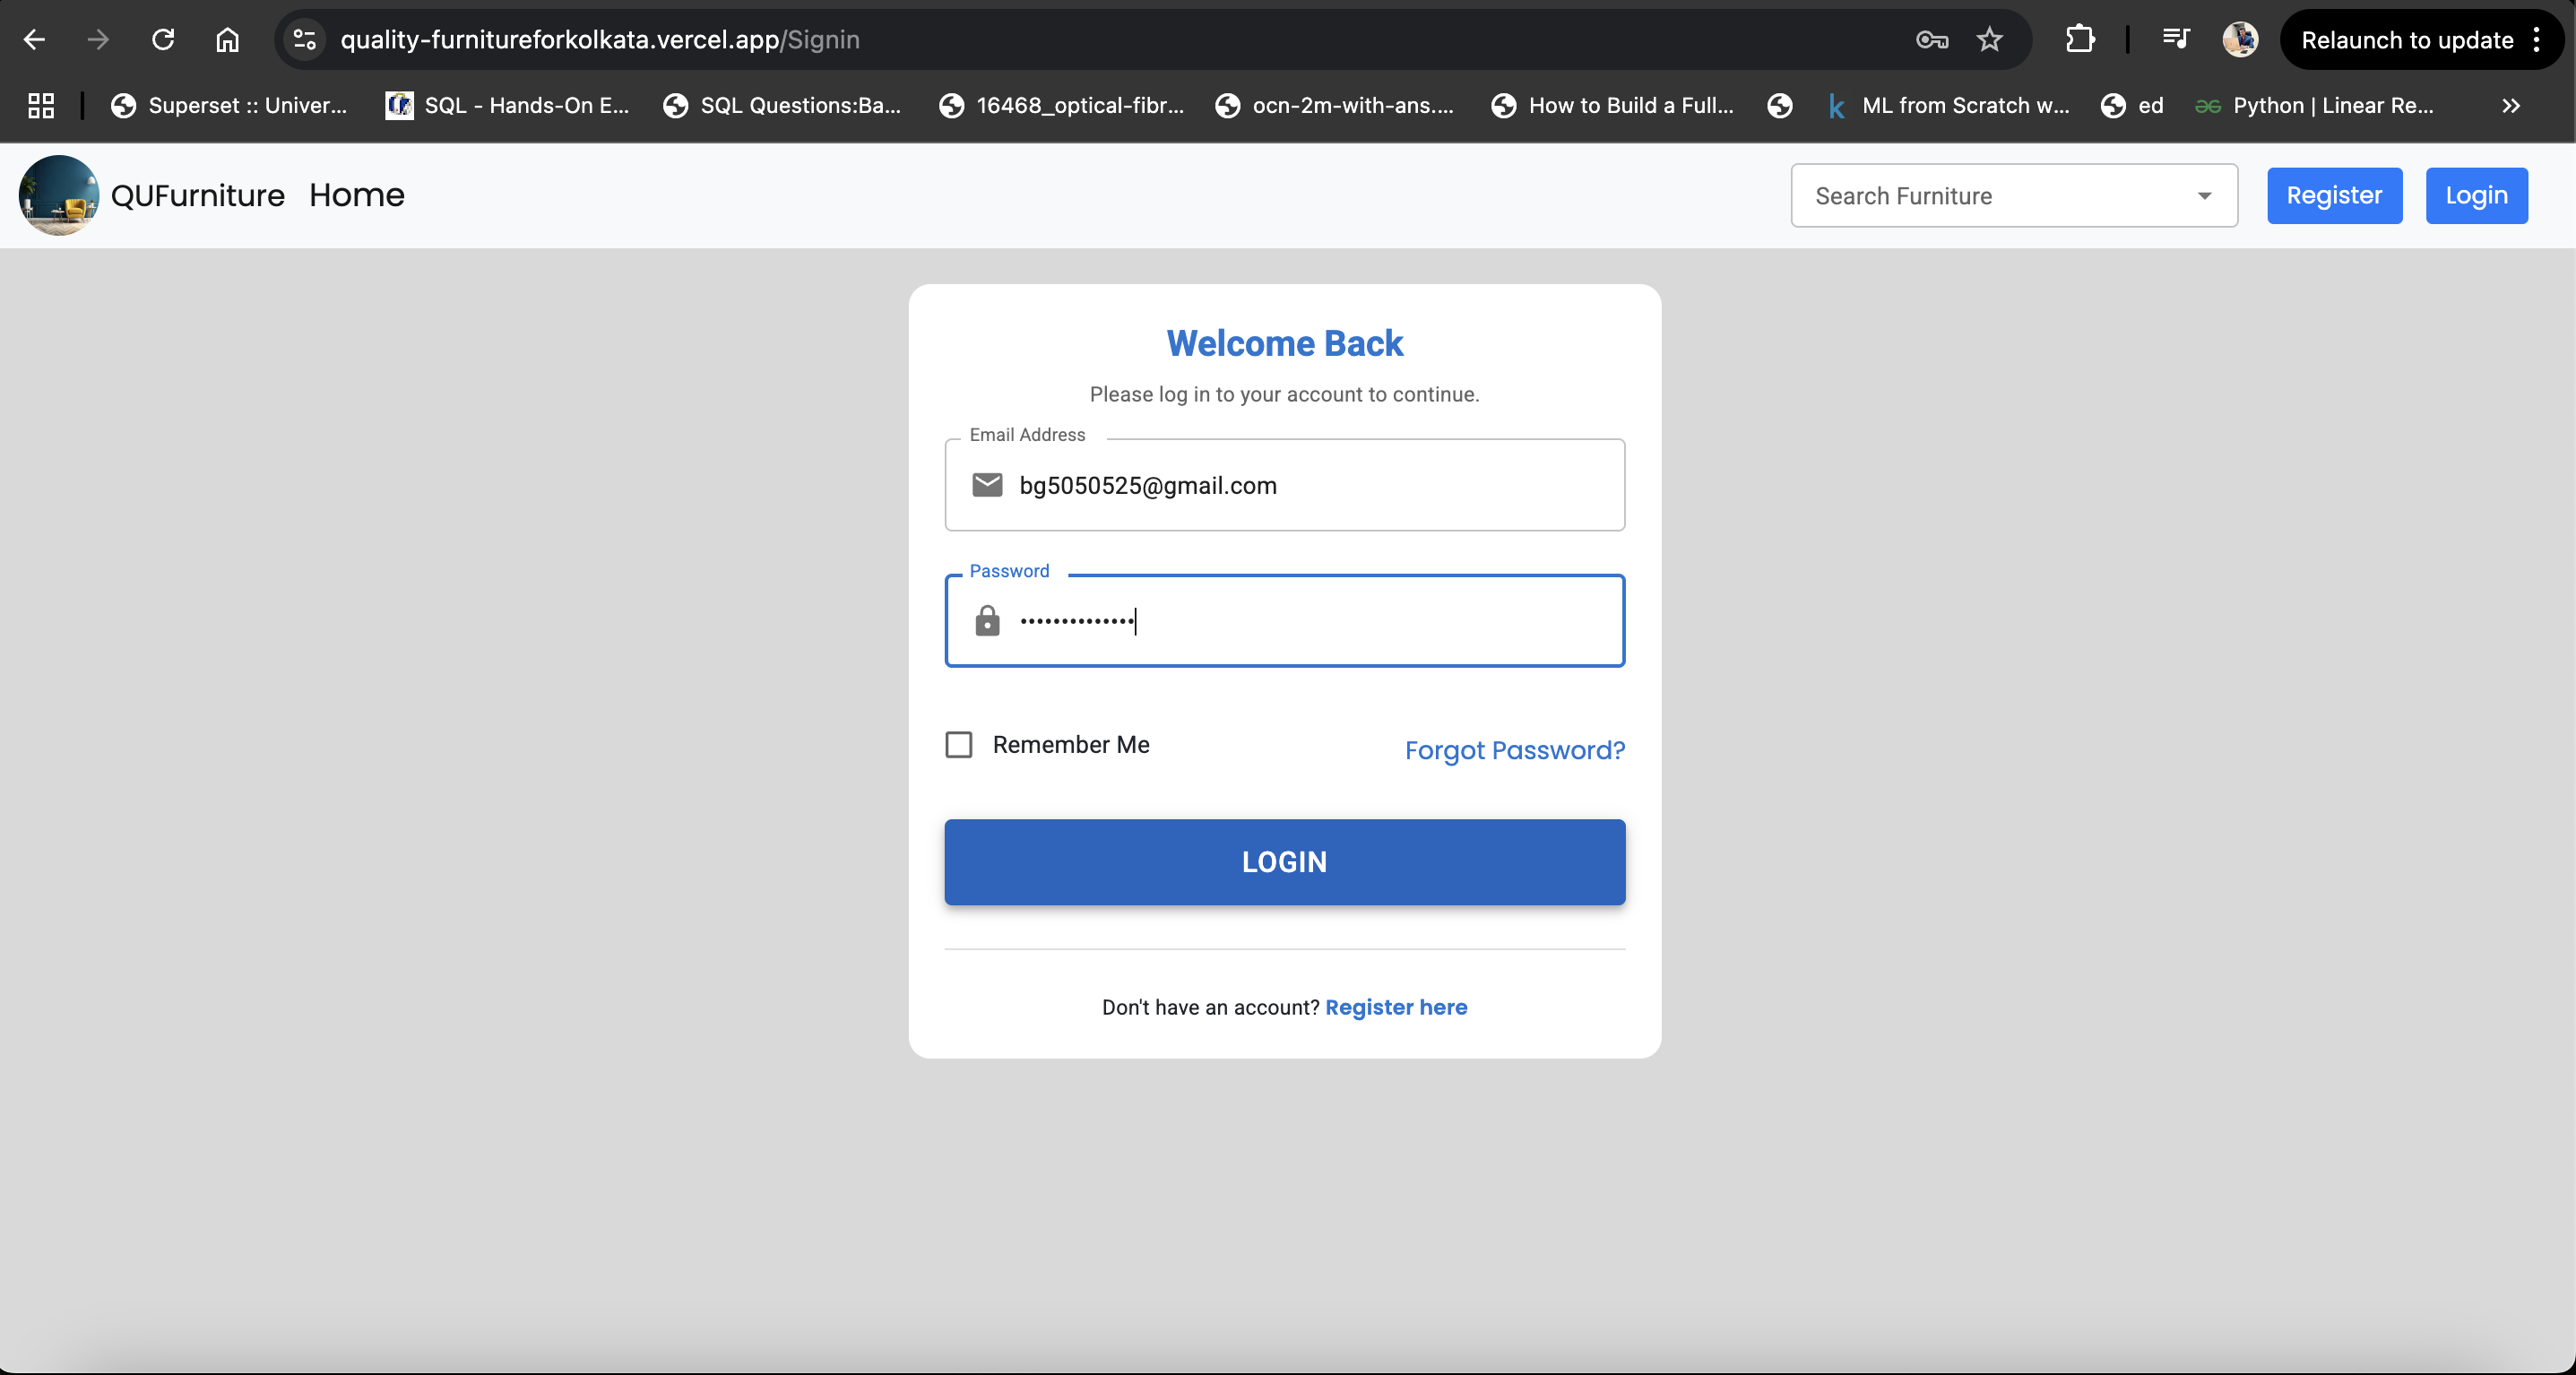 quality-furnitureforkolkata.vercel.app/Signin
Relaunch to update
Superset :: Univer...
SQL - Hands-On E...
SQL Questions:Ba...
16468_optical-fibr...
ocn-2m-with-ans....
How to Build a Full...
k
ML from Scratch w...
ed
Python | Linear Re...
QUFurniture Home
Search Furniture
Register
Login
Welcome Back
Please log in to your account to continue.
Email Address
bg5050525@gmail.com
Password
••••••••••••••
Remember Me
Forgot Password?
LOGIN
Don't have an account? Register here